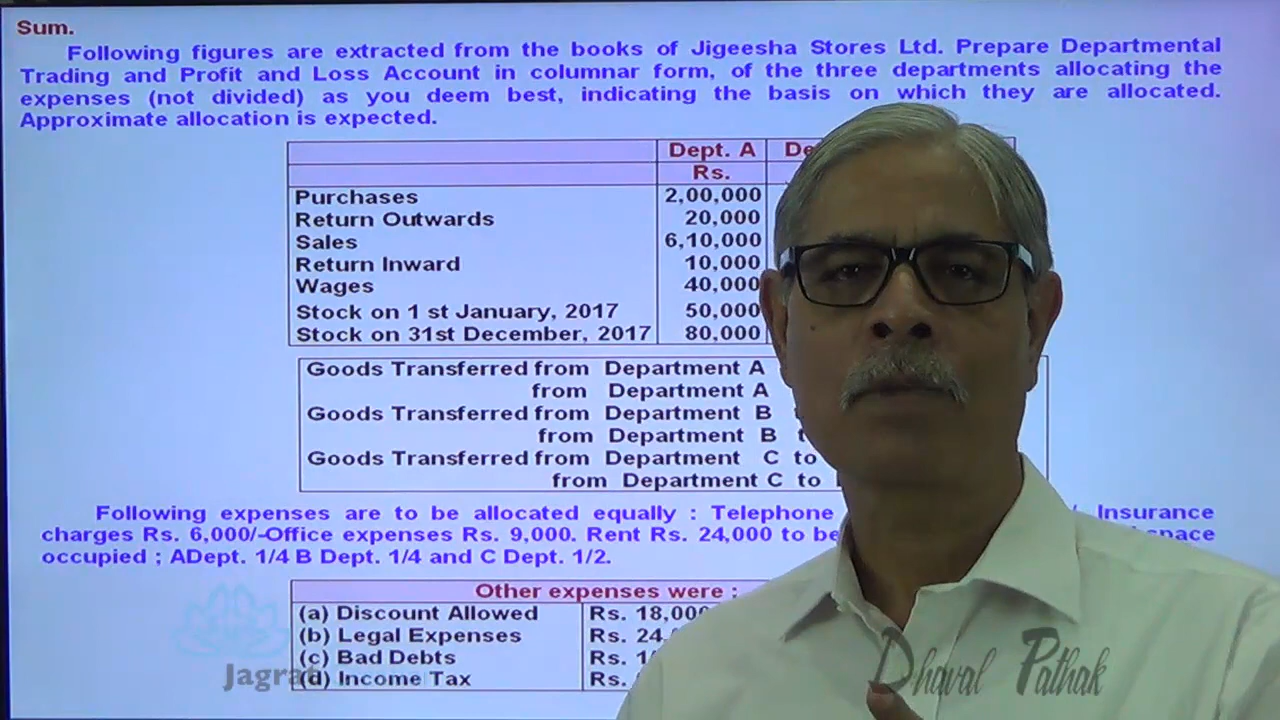 Sum.
Following figures are extracted from the books of Jigeesha Stores Ltd. Prepare Departmental
Trading and Profit and Loss Account in columnar form, of the three departments allocating the
expenses (not divided) as you deem best, indicating the basis on which they are allocated.
Approximate allocation is expected.
Dept. A
Rs.
Purchases 2,00,000
Return Outwards 20,000
Sales 6,10,000
Return Inward 10,000
Wages 40,000
Stock on 1 st January, 2017 50,000
Stock on 31st December, 2017 80,000
Goods Transferred from Department A
from Department A
Goods Transferred from Department B
from Department B
Goods Transferred from Department C to
from Department C to
Following expenses are to be allocated equally : Telephone Insurance
charges Rs. 6,000/-Office expenses Rs. 9,000. Rent Rs. 24,000 to be
occupied ; ADept. 1/4 B Dept. 1/4 and C Dept. 1/2.
Other expenses were :
(a) Discount Allowed Rs. 18,000
(b) Legal Expenses Rs.
(c) Bad Debts Rs.
(d) Income Tax Rs.
Dhaval Pathak